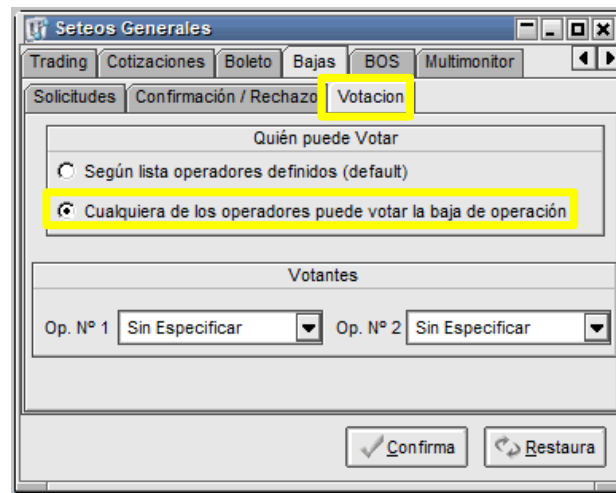 Seteos Generales
Trading Cotizaciones Boleto Bajas BOS Multimonitor
Solicitudes Confirmación / Rechazo Votacion
Quién puede Votar
Según lista operadores definidos (default)
Cualquiera de los operadores puede votar la baja de operación
Votantes
Op. Nº 1 Sin Especificar Op. Nº 2 Sin Especificar
Confirma Restaura